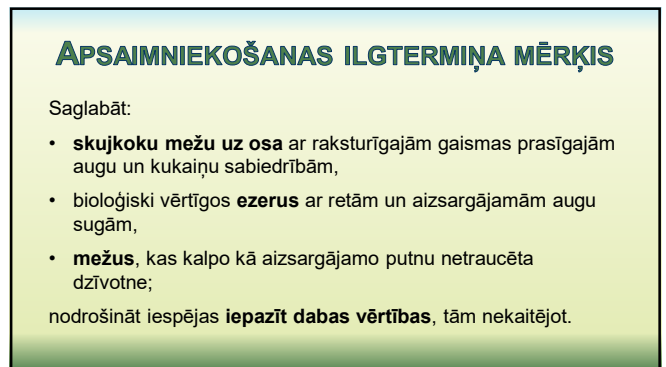 APSAIMNIEKOŠANAS ILGTERMIŅA MĒRĶIS
Saglabāt:
• skujkoku mežu uz osa ar raksturīgajām gaismas prasīgajām
augu un kukaiņu sabiedrībām,
• bioloģiski vērtīgos ezerus ar retām un aizsargājamām augu
sugām,
• mežus, kas kalpo kā aizsargājamo putnu netraucēta
dzīvotne;
nodrošināt iespējas iepazīt dabas vērtības, tām nekaitējot.